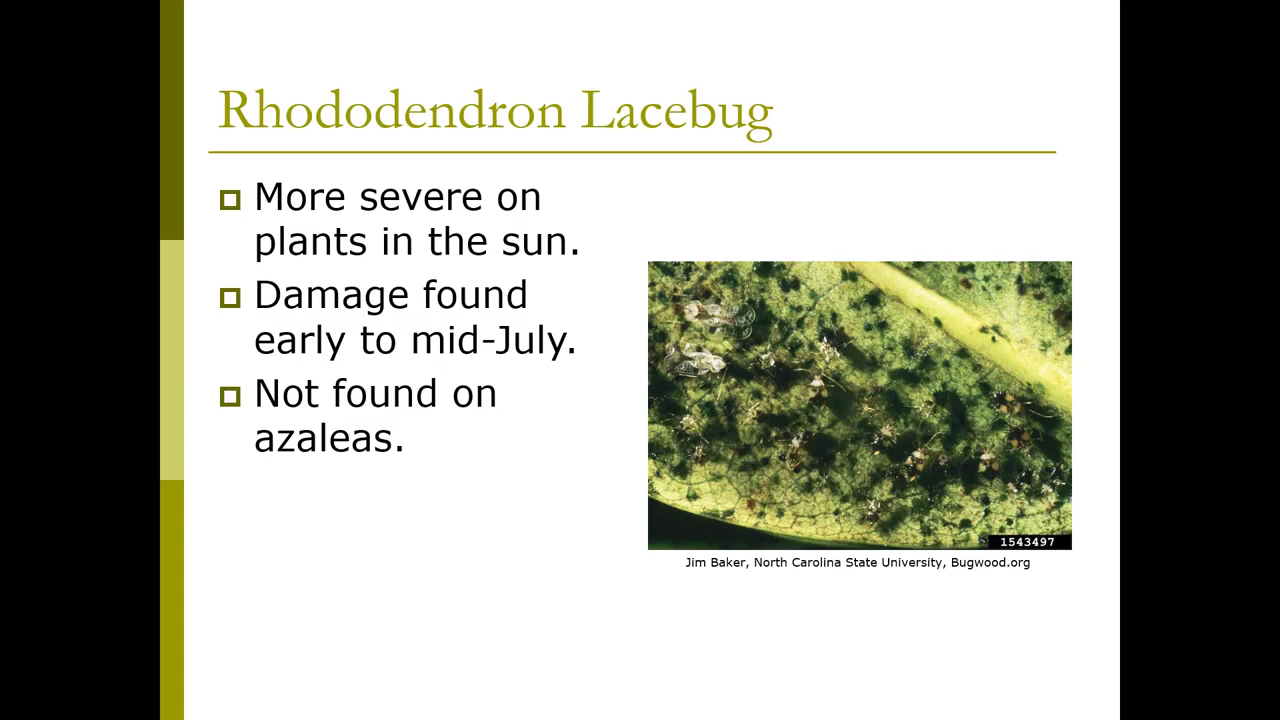 Rhododendron Lacebug
More severe on
plants in the sun.
Damage found
early to mid-July.
Not found on
azaleas.
1543497
Jim Baker, North Carolina State University, Bugwood.org